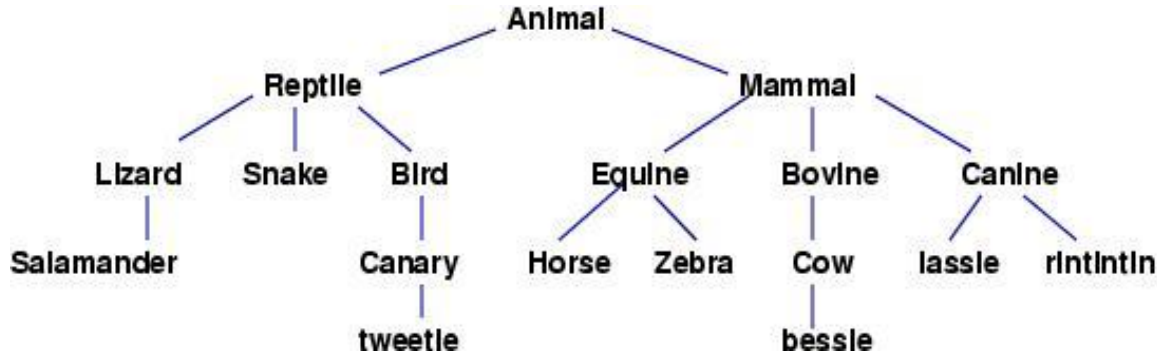 Animal
Reptile Mammal
Lizard Snake Bird Equine Bovine Canine
Salamander Canary Horse Zebra Cow lassie rintintin
tweetie bessie